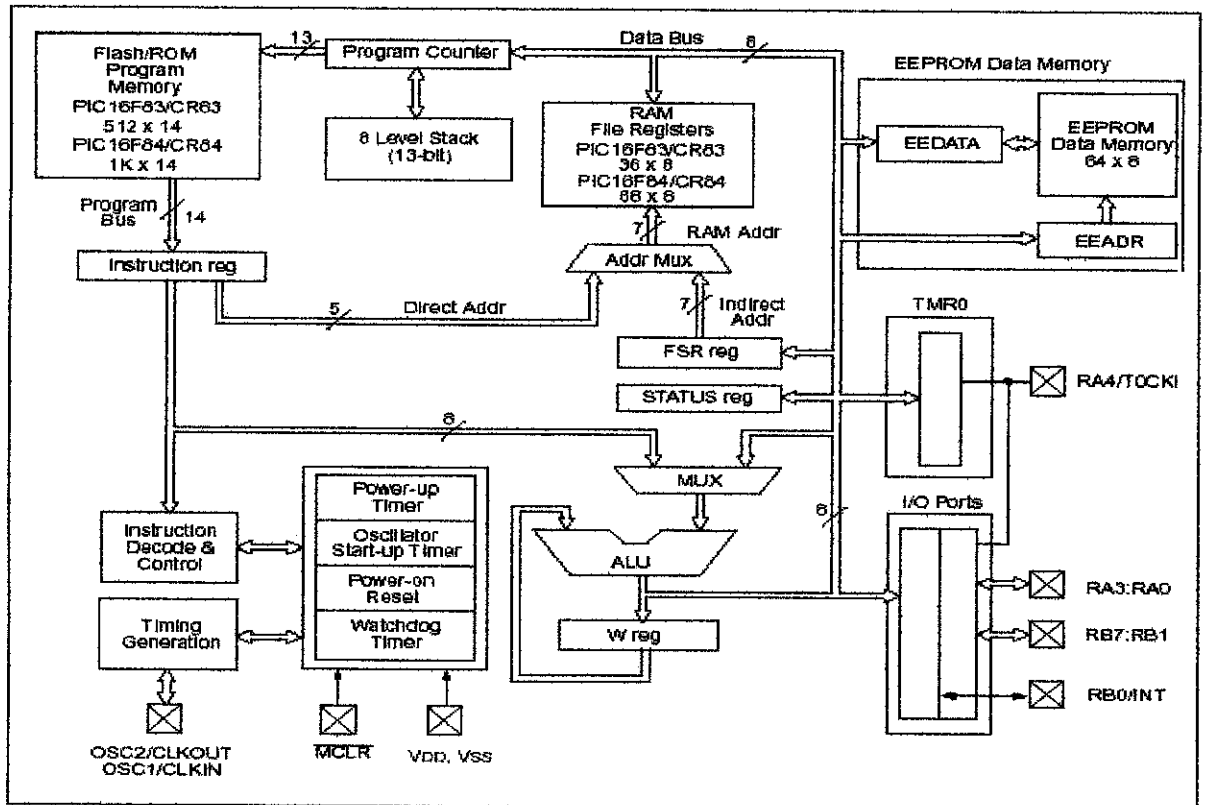 Flash/ROM
Program
Memory
PIC16F83/CR83
512 x 14
PIC16F84/CR84
1K x 14
13
Program Counter
8 Level Stack
(13-bit)
Data Bus
8
RAM
File Registers
PIC16F83/CR83
36 x 8
PIC16F84/CR84
68 x 8
EEPROM Data Memory
EEDATA
EEPROM
Data Memory
64 x 8
EEADR
Program
Bus
14
Instruction reg
7
RAM Addr
Addr Mux
5
Direct Addr
7
Indirect
Addr
FSR reg
STATUS reg
TMR0
RA4/T0CKI
8
MUX
ALU
W reg
8
I/O Ports
RA3:RA0
RB7:RB1
RB0/INT
Instruction
Decode &
Control
Timing
Generation
Power-up
Timer
Oscillator
Start-up Timer
Power-on
Reset
Watchdog
Timer
OSC2/CLKOUT
OSC1/CLKIN
MCLR
VDD, VSS